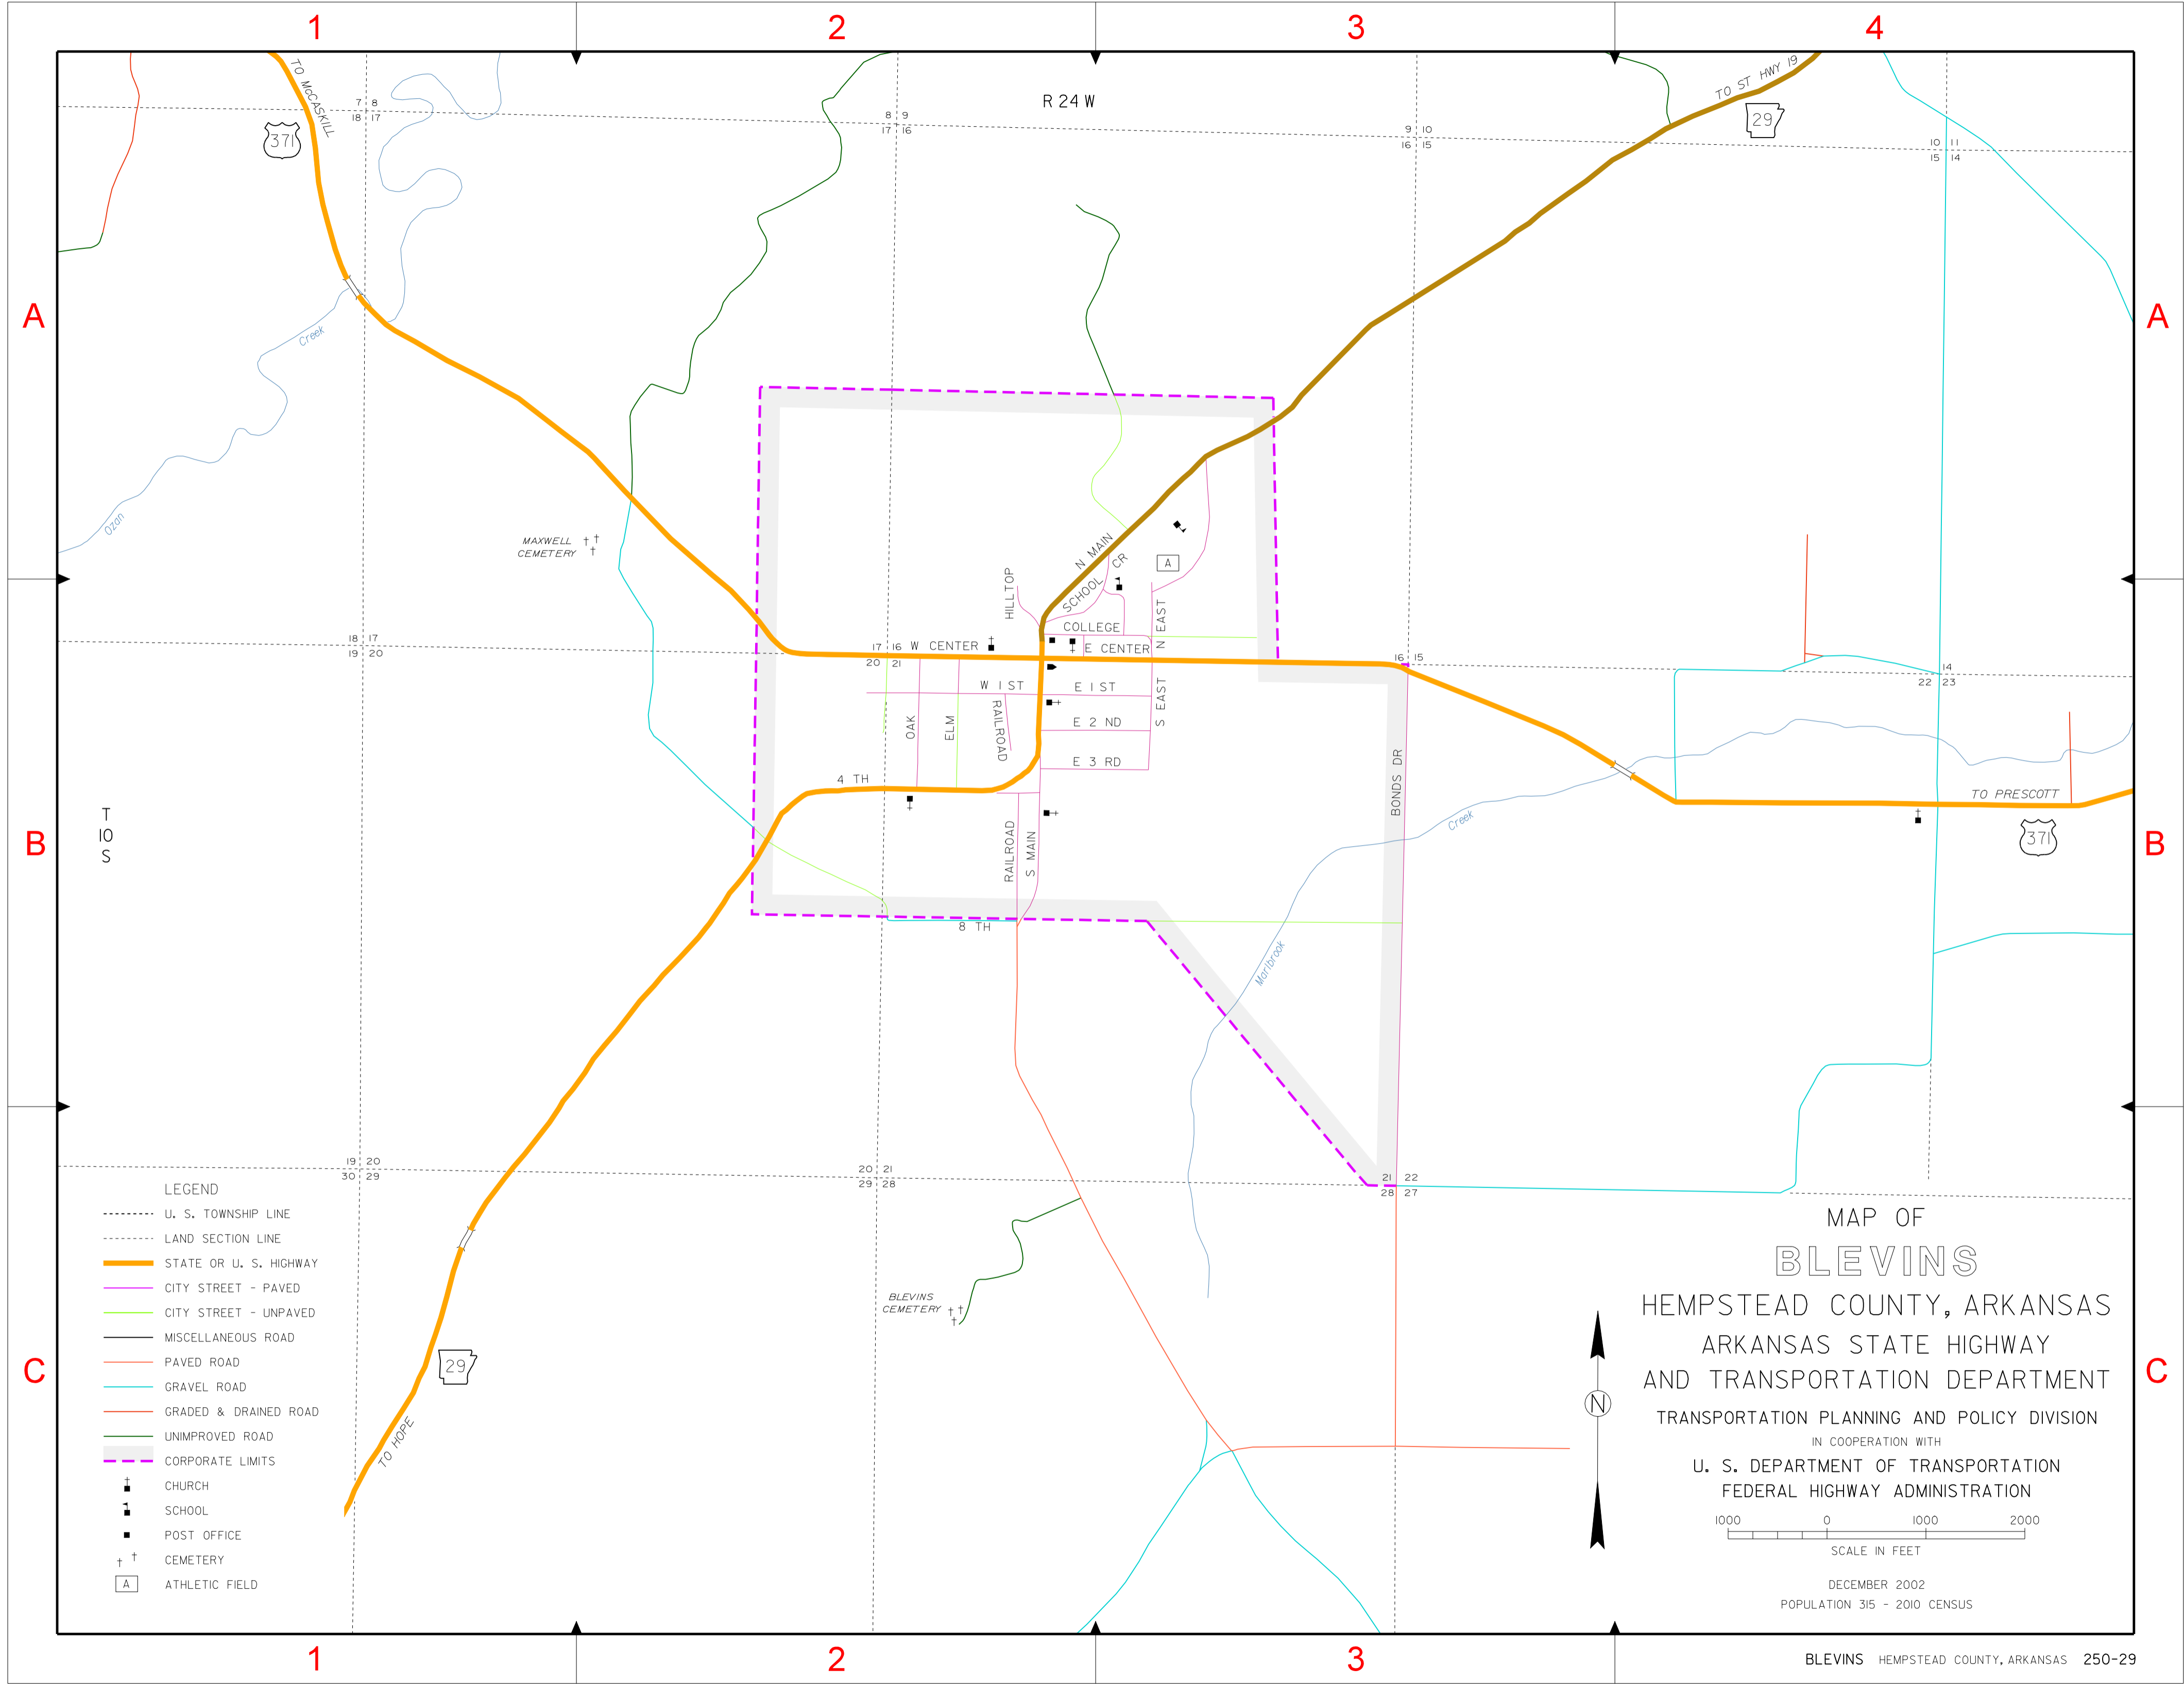 1
2
3
4
A
A
B
B
C
C
1
2
3
TO McCASKILL
371
7 8
18 17
8 9
17 16
R 24 W
9 10
16 15
TO ST HWY 19
29
10 11
15 14
Creek
Ozan
MAXWELL
CEMETERY
N MAIN
SCHOOL CR
A
HILLTOP
COLLEGE
N EAST
18 17
19 20
17 16
20 21
W CENTER
E CENTER
16 15
14
22 23
W 1 ST
E 1 ST
S EAST
OAK
ELM
RAILROAD
E 2 ND
E 3 RD
4 TH
BONDS DR
TO PRESCOTT
371
Creek
T
10
S
RAILROAD
S MAIN
8 TH
Marlbrook
19 20
30 29
20 21
29 28
21 22
28 27
BLEVINS
CEMETERY
29
TO HOPE
LEGEND
U. S. TOWNSHIP LINE
LAND SECTION LINE
STATE OR U. S. HIGHWAY
CITY STREET - PAVED
CITY STREET - UNPAVED
MISCELLANEOUS ROAD
PAVED ROAD
GRAVEL ROAD
GRADED & DRAINED ROAD
UNIMPROVED ROAD
CORPORATE LIMITS
CHURCH
SCHOOL
POST OFFICE
CEMETERY
A ATHLETIC FIELD
N
MAP OF
BLEVINS
HEMPSTEAD COUNTY, ARKANSAS
ARKANSAS STATE HIGHWAY
AND TRANSPORTATION DEPARTMENT
TRANSPORTATION PLANNING AND POLICY DIVISION
IN COOPERATION WITH
U. S. DEPARTMENT OF TRANSPORTATION
FEDERAL HIGHWAY ADMINISTRATION
1000 0 1000 2000
SCALE IN FEET
DECEMBER 2002
POPULATION 315 - 2010 CENSUS
BLEVINS HEMPSTEAD COUNTY, ARKANSAS 250-29